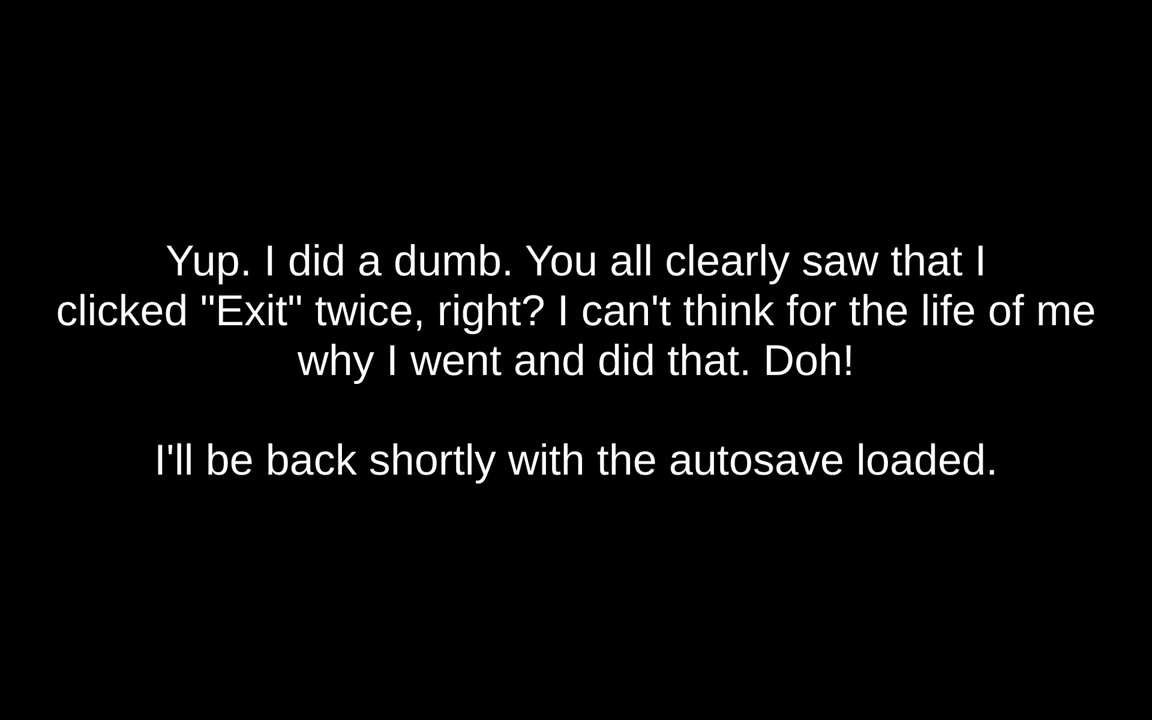 Yup. I did a dumb. You all clearly saw that I
clicked "Exit" twice, right? I can't think for the life of me
why I went and did that. Doh!
I'll be back shortly with the autosave loaded.